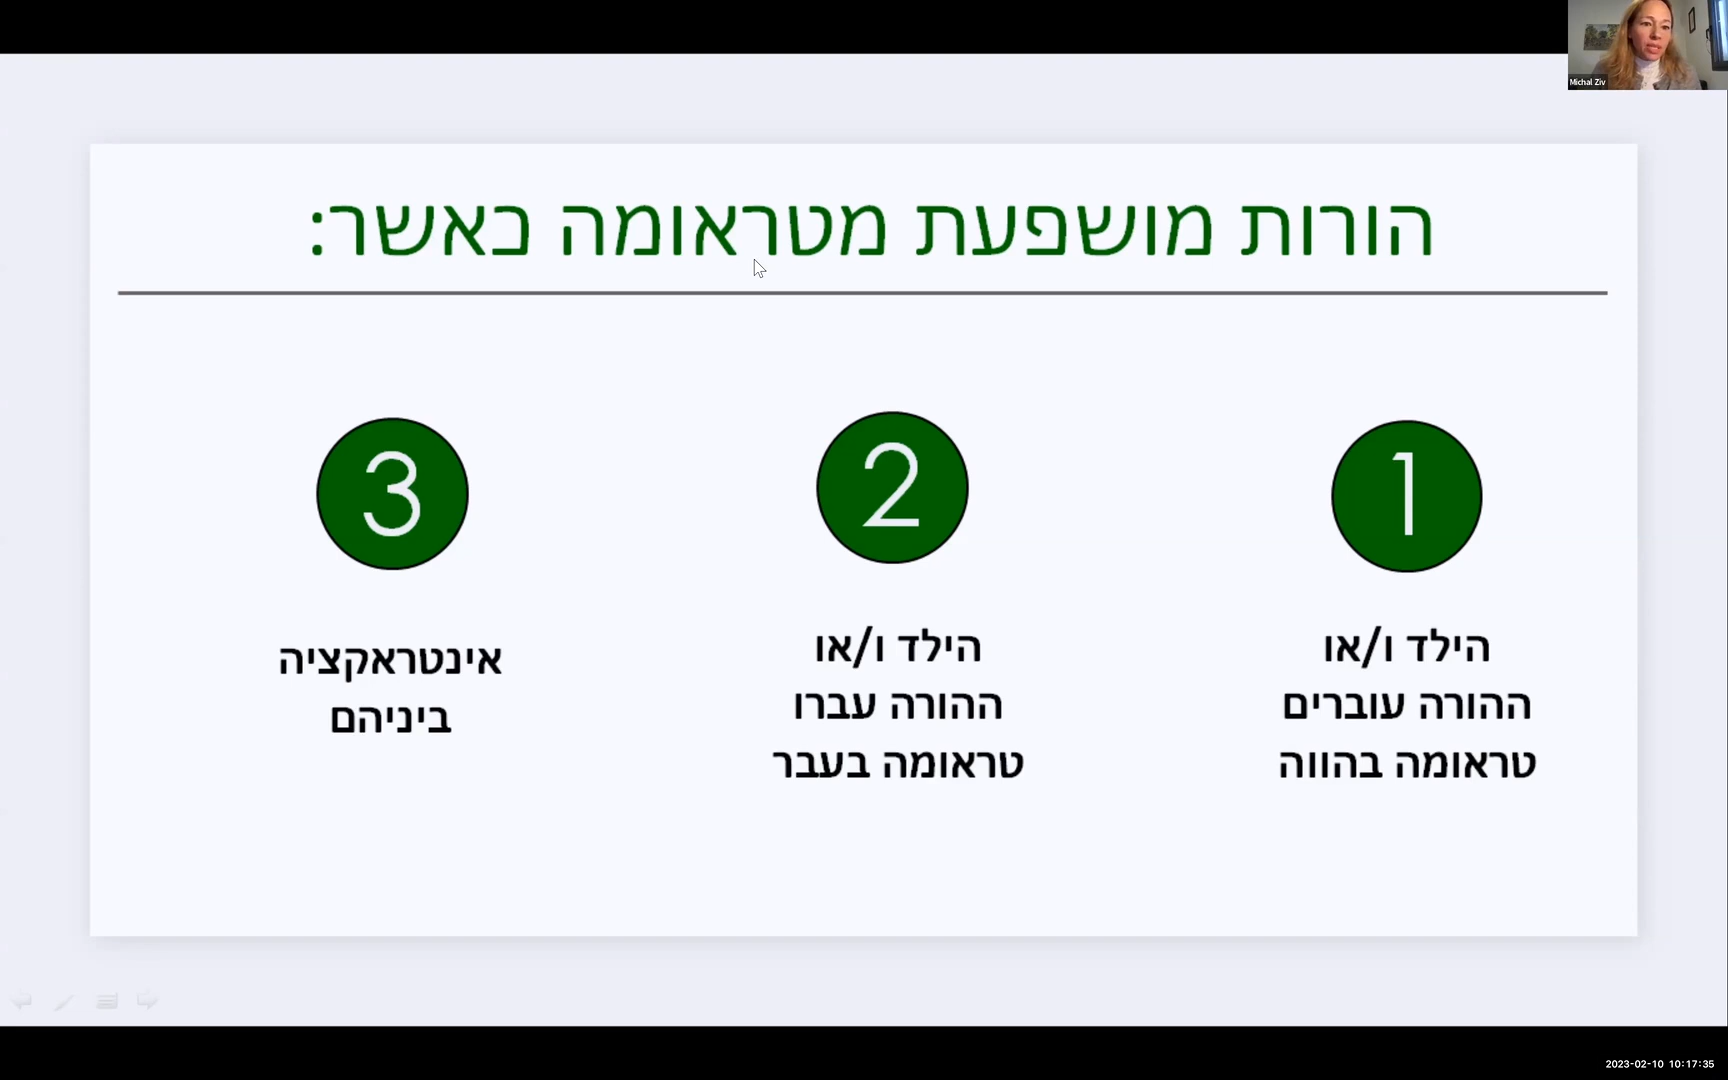 Michal Ziv
הורות מושפעת מטראומה כאשר:
1
הילד ו/או
ההורה עוברים
טראומה בהווה
2
הילד ו/או
ההורה עברו
טראומה בעבר
3
אינטראקציה
ביניהם
2023-02-10 10:17:35